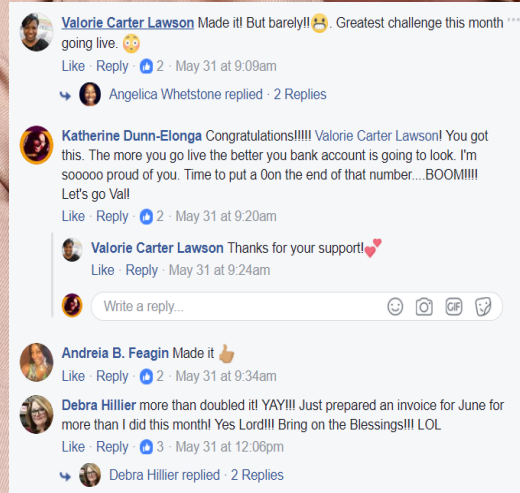 Valorie Carter Lawson Made it! But barely!!😬. Greatest challenge this month
going live. 😳
Like · Reply · 2 · May 31 at 9:09am
Angelica Whetstone replied · 2 Replies
Katherine Dunn-Elonga Congratulations!!!!! Valorie Carter Lawson! You got
this. The more you go live the better you bank account is going to look. I'm
sooooo proud of you. Time to put a 0on the end of that number....BOOM!!!!
Let's go Val!
Like · Reply · 2 · May 31 at 9:20am
Valorie Carter Lawson Thanks for your support!💕
Like · Reply · May 31 at 9:24am
Write a reply...
GIF
Andreia B. Feagin Made it 👍🏽
Like · Reply · 2 · May 31 at 9:34am
Debra Hillier more than doubled it! YAY!!! Just prepared an invoice for June for
more than I did this month! Yes Lord!!! Bring on the Blessings!!! LOL
Like · Reply · 3 · May 31 at 12:06pm
Debra Hillier replied · 2 Replies